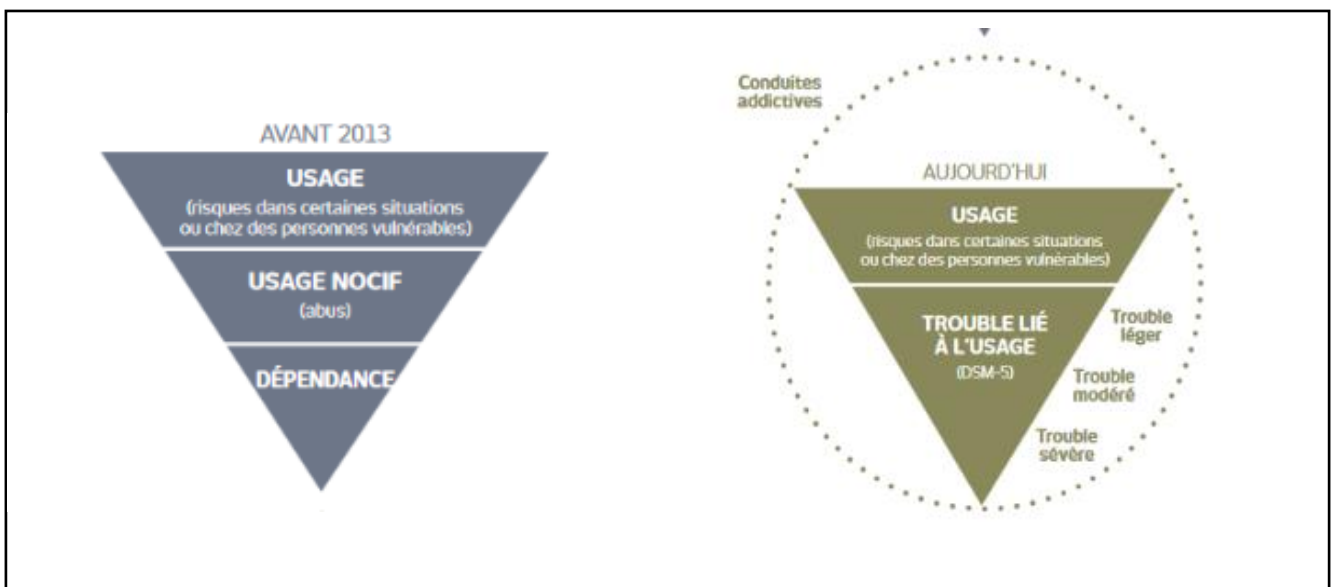 AVANT 2013
USAGE
(risques dans certaines situations
ou chez des personnes vulnérables)
USAGE NOCIF
(abus)
DÉPENDANCE
Conduites
addictives
AUJOURD'HUI
USAGE
(risques dans certaines situations
ou chez des personnes vulnérables)
TROUBLE LIÉ
À L'USAGE
(DSM-5)
Trouble
léger
Trouble
modéré
Trouble
sévère